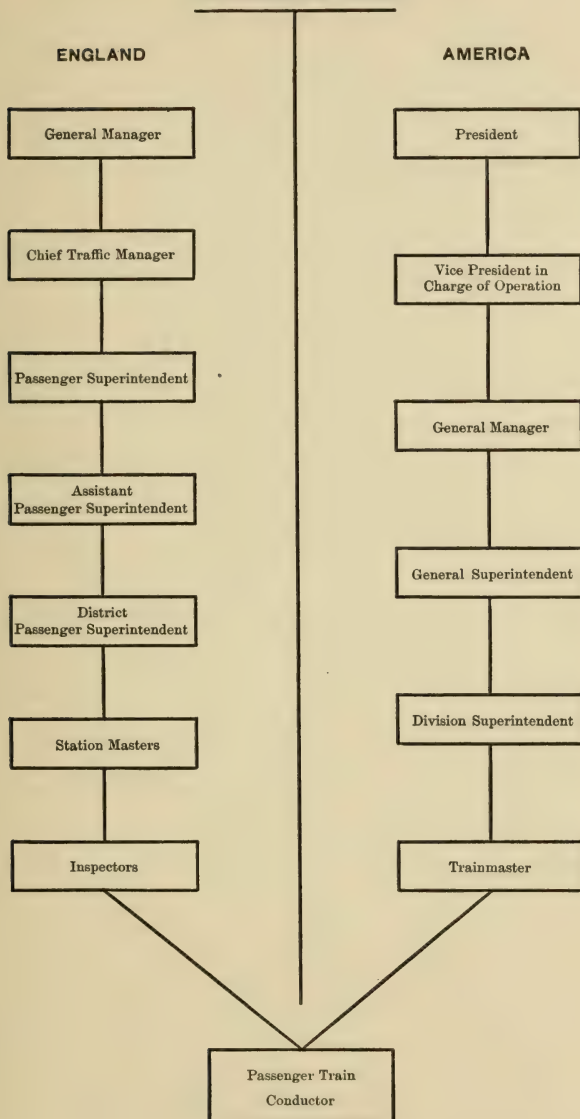 ENGLAND
General Manager
Chief Traffic Manager
Passenger Superintendent
Assistant
Passenger Superintendent
District
Passenger Superintendent
Station Masters
Inspectors
AMERICA
President
Vice President in
Charge of Operation
General Manager
General Superintendent
Division Superintendent
Trainmaster
Passenger Train
Conductor